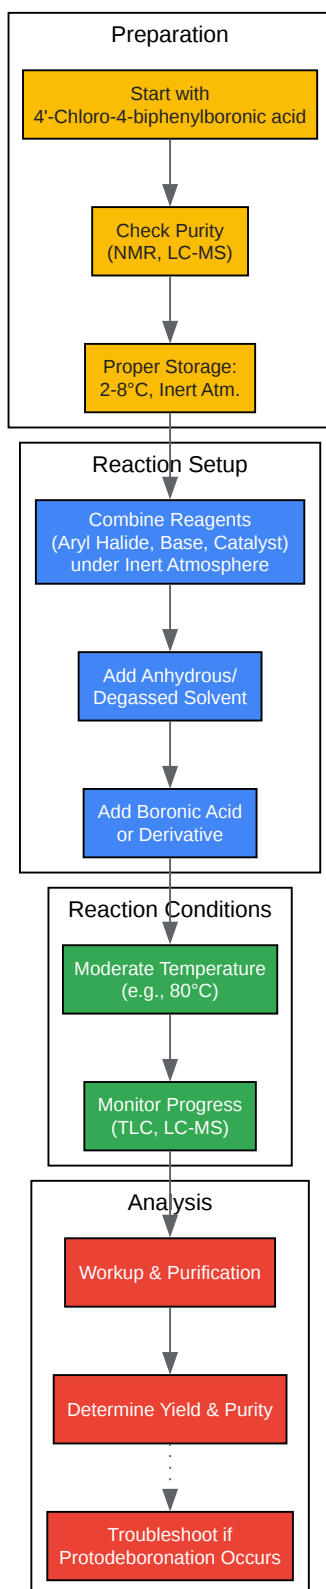 Preparation
Start with
4'-Chloro-4-biphenylboronic acid
Check Purity
(NMR, LC-MS)
Proper Storage:
2-8°C, Inert Atm.
Reaction Setup
Combine Reagents
(Aryl Halide, Base, Catalyst)
under Inert Atmosphere
Add Anhydrous/
Degassed Solvent
Add Boronic Acid
or Derivative
Reaction Conditions
Moderate Temperature
(e.g., 80°C)
Monitor Progress
(TLC, LC-MS)
Analysis
Workup & Purification
Determine Yield & Purity
Troubleshoot if
Protodeboronation Occurs